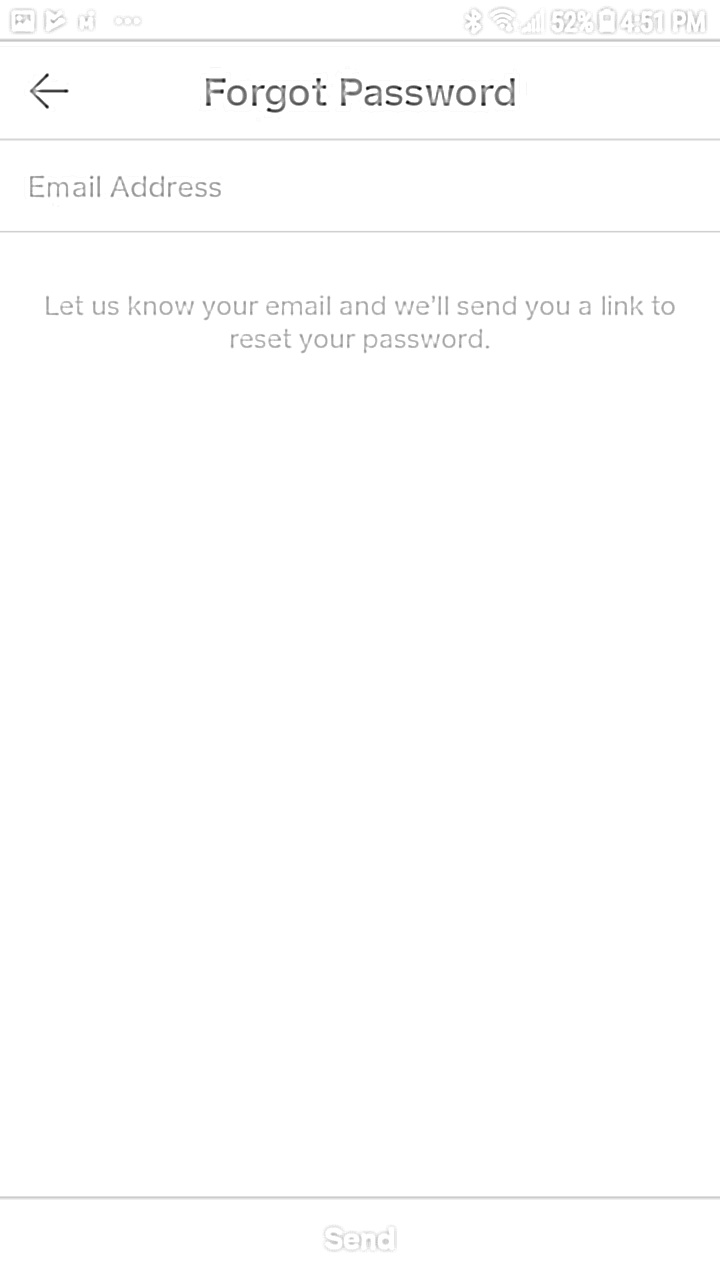 52% 4:51 PM
Forgot Password
Email Address
Let us know your email and we'll send you a link to
reset your password.
Send